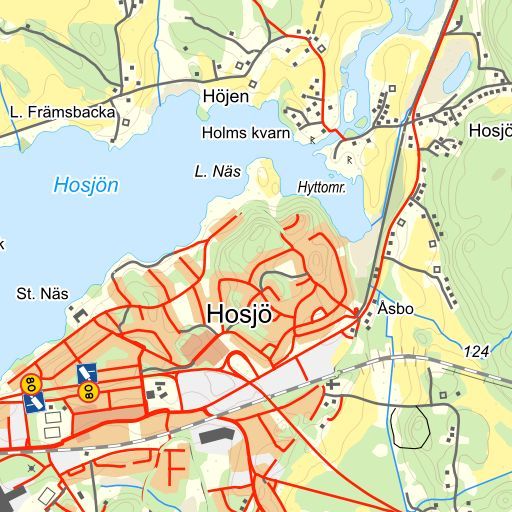 Höjen
L. Främsbacka
Holms kvarn
Hosjö
L. Näs
Hosjön
Hyttomr.
k
St. Näs
Hosjö
Åsbo
124
80
80
F